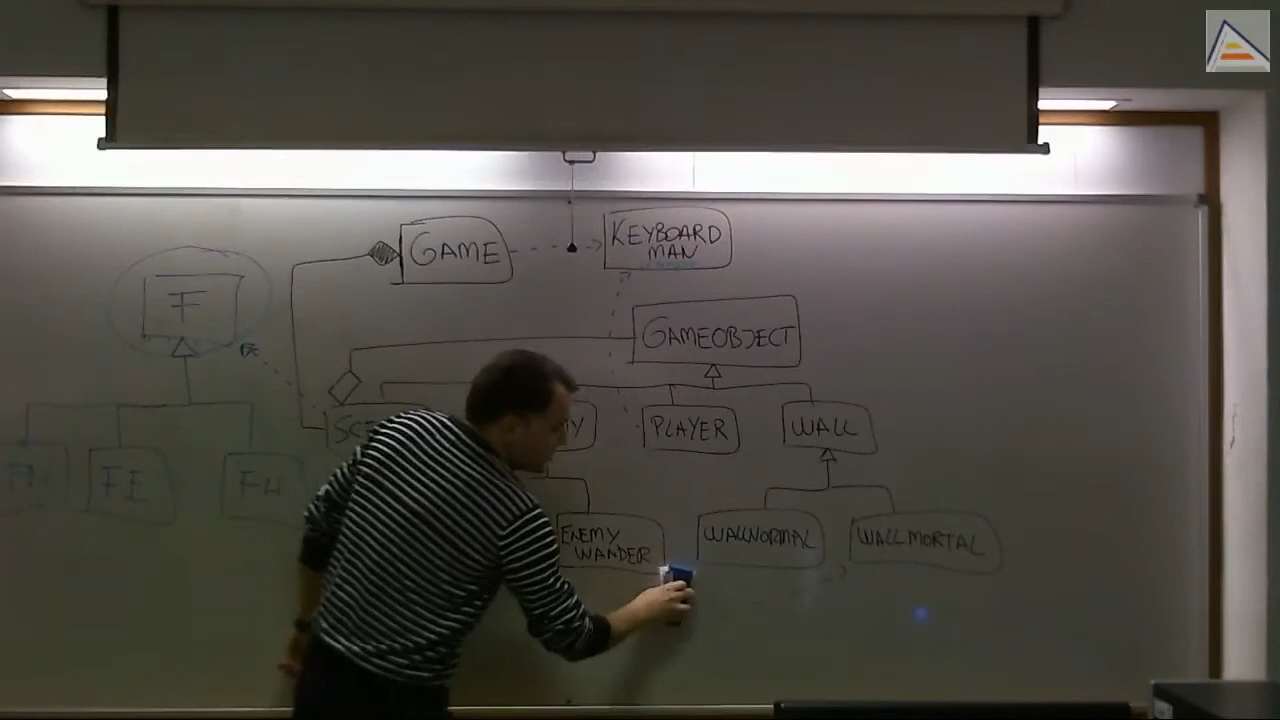 GAME
KEYBOARD
MAN
F
GAMEOBJECT
PLAYER
WALL
FE
FH
ENEMY
WANDER
WALLNORMAL
WALLMORTAL